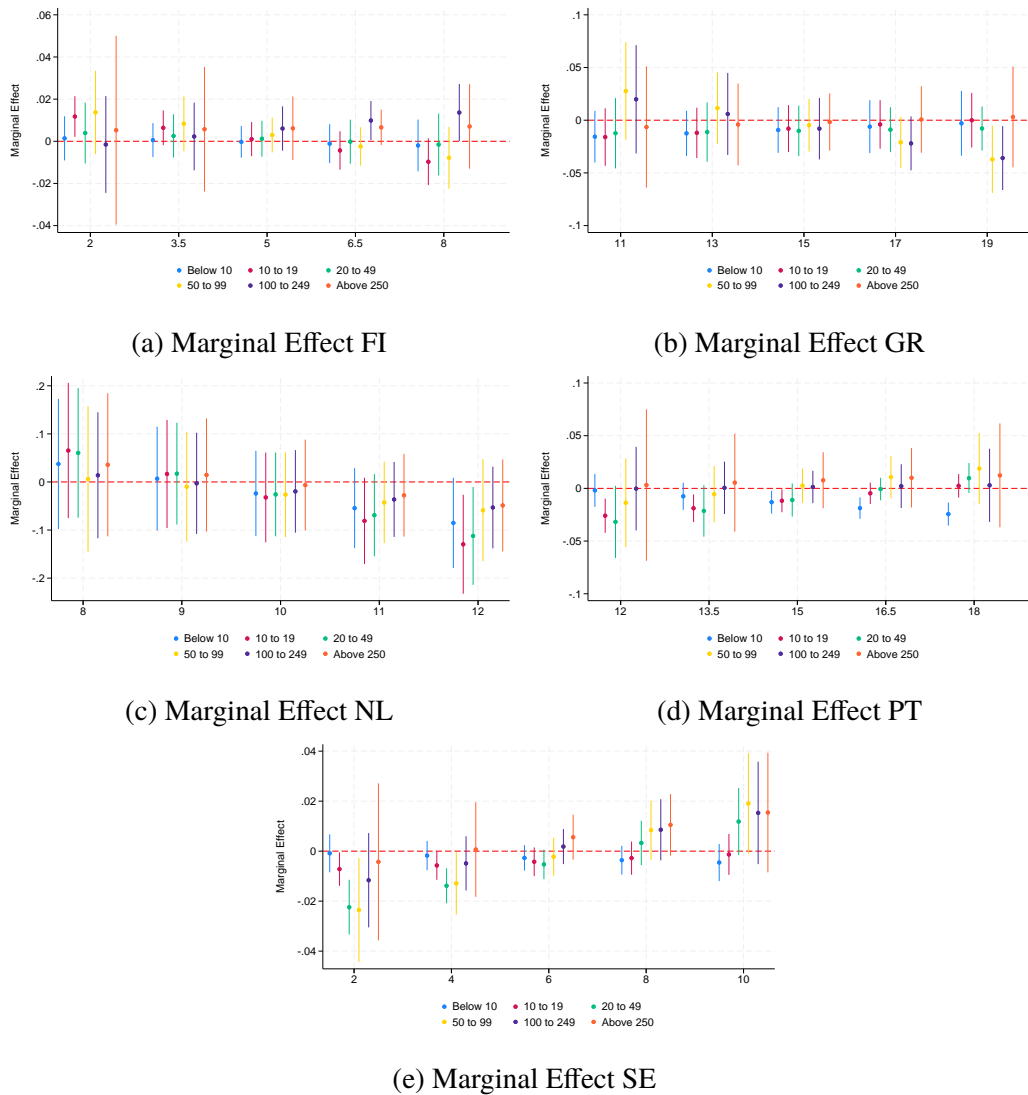 Marginal Effect
.06
.04
.02
0
-.02
-.04
2 3.5 5 6.5 8
Below 10 10 to 19 20 to 49
50 to 99 100 to 249 Above 250
(a) Marginal Effect FI
Marginal Effect
.1
.05
0
-.05
-.1
11 13 15 17 19
Below 10 10 to 19 20 to 49
50 to 99 100 to 249 Above 250
(b) Marginal Effect GR
Marginal Effect
.2
.1
0
-.1
-.2
8 9 10 11 12
Below 10 10 to 19 20 to 49
50 to 99 100 to 249 Above 250
(c) Marginal Effect NL
Marginal Effect
.1
.05
0
-.05
-.1
12 13.5 15 16.5 18
Below 10 10 to 19 20 to 49
50 to 99 100 to 249 Above 250
(d) Marginal Effect PT
Marginal Effect
.04
.02
0
-.02
-.04
2 4 6 8 10
Below 10 10 to 19 20 to 49
50 to 99 100 to 249 Above 250
(e) Marginal Effect SE